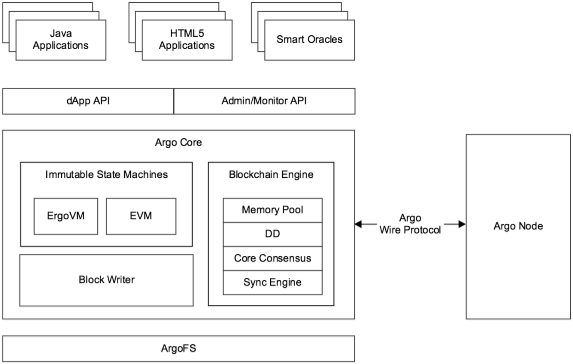 Java
Applications
HTML5
Applications
Smart Oracles
dApp API
Admin/Monitor API
Argo Core
Immutable State Machines
ErgoVM
EVM
Block Writer
Blockchain Engine
Memory Pool
DD
Core Consensus
Sync Engine
Argo
Wire Protocol
Argo Node
ArgoFS